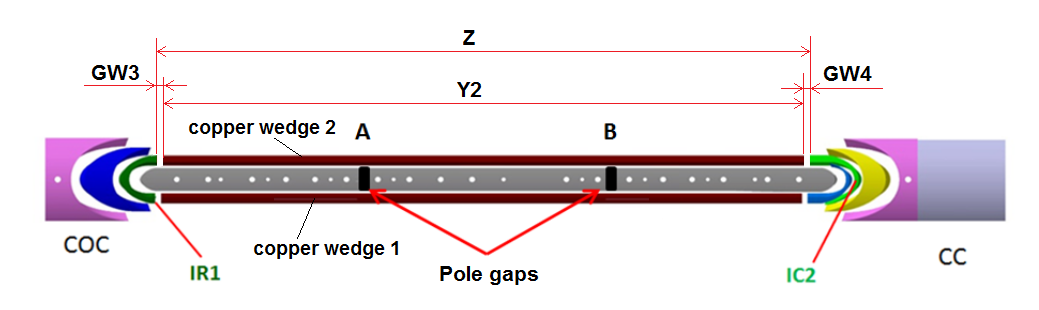 Z
GW3
GW4
Y2
copper wedge 2
A
B
COC
copper wedge 1
CC
IR1
Pole gaps
IC2